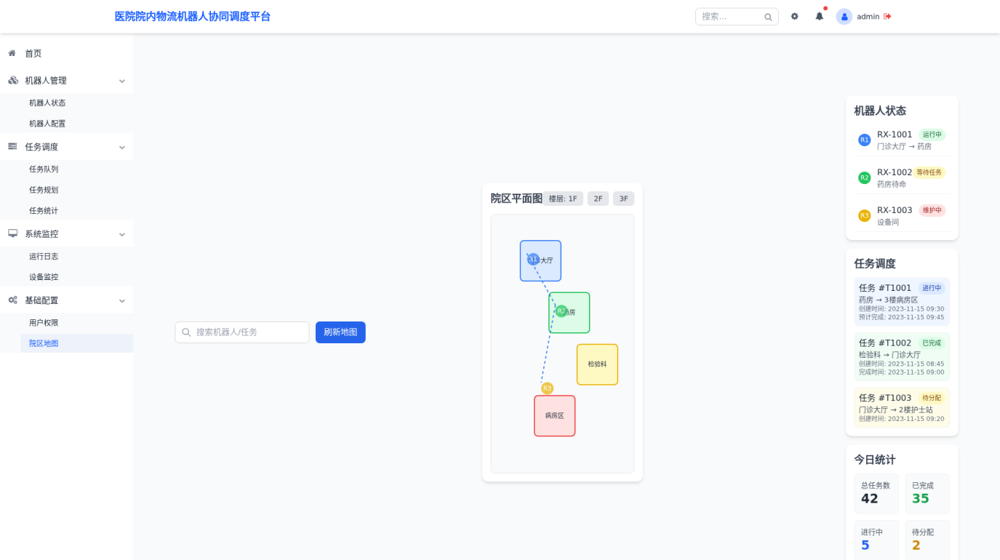 医院院内物流机器人协同调度平台
搜索...
admin
首页
机器人管理
机器人状态
机器人配置
任务调度
任务队列
任务规划
任务统计
系统监控
运行日志
设备监控
基础配置
用户权限
院区地图
搜索机器人/任务
刷新地图
院区平面图
楼层: 1F
2F
3F
大厅
R2
检验科
R3
病房区
机器人状态
R1
RX-1001
运行中
门诊大厅 → 药房
R2
RX-1002
等待任务
药房待命
R3
RX-1003
维护中
设备间
任务调度
任务 #T1001
进行中
药房 → 3楼病房区
创建时间: 2023-11-15 09:30
预计完成: 2023-11-15 09:45
任务 #T1002
已完成
检验科 → 门诊大厅
创建时间: 2023-11-15 08:45
完成时间: 2023-11-15 09:00
任务 #T1003
待分配
门诊大厅 → 2楼护士站
创建时间: 2023-11-15 09:20
今日统计
总任务数
42
已完成
35
进行中
5
待分配
2